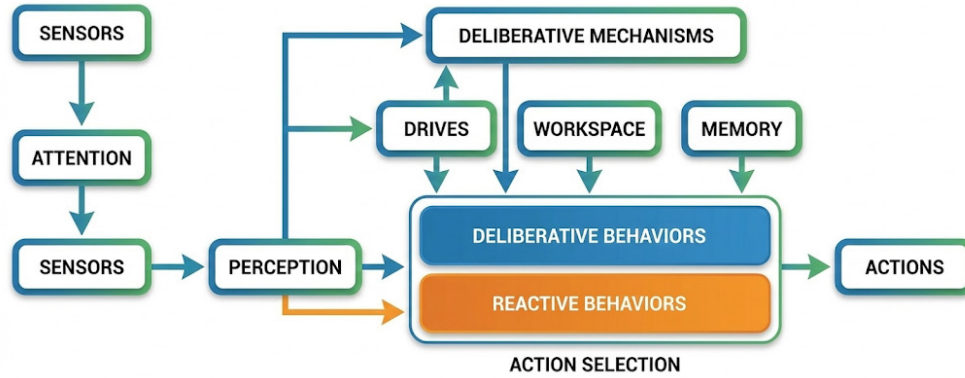 SENSORS
DELIBERATIVE MECHANISMS
ATTENTION
DRIVES
WORKSPACE
MEMORY
SENSORS
PERCEPTION
DELIBERATIVE BEHAVIORS
REACTIVE BEHAVIORS
ACTIONS
ACTION SELECTION